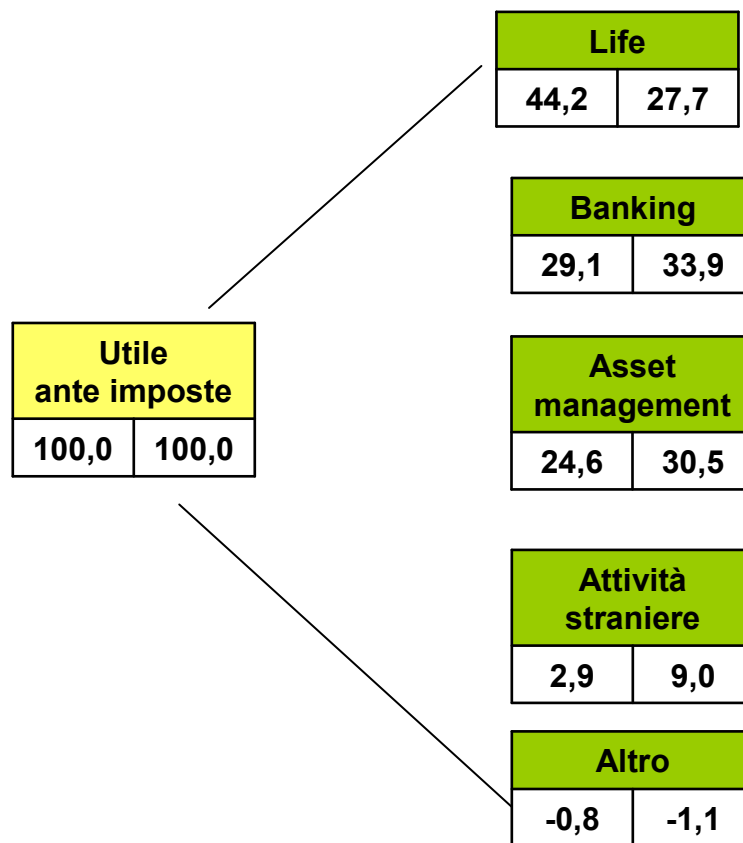 Life
44,2 27,7
Banking
29,1 33,9
Utile
ante imposte
100,0 100,0
Asset
management
24,6 30,5
Attività
straniere
2,9 9,0
Altro
-0,8 -1,1